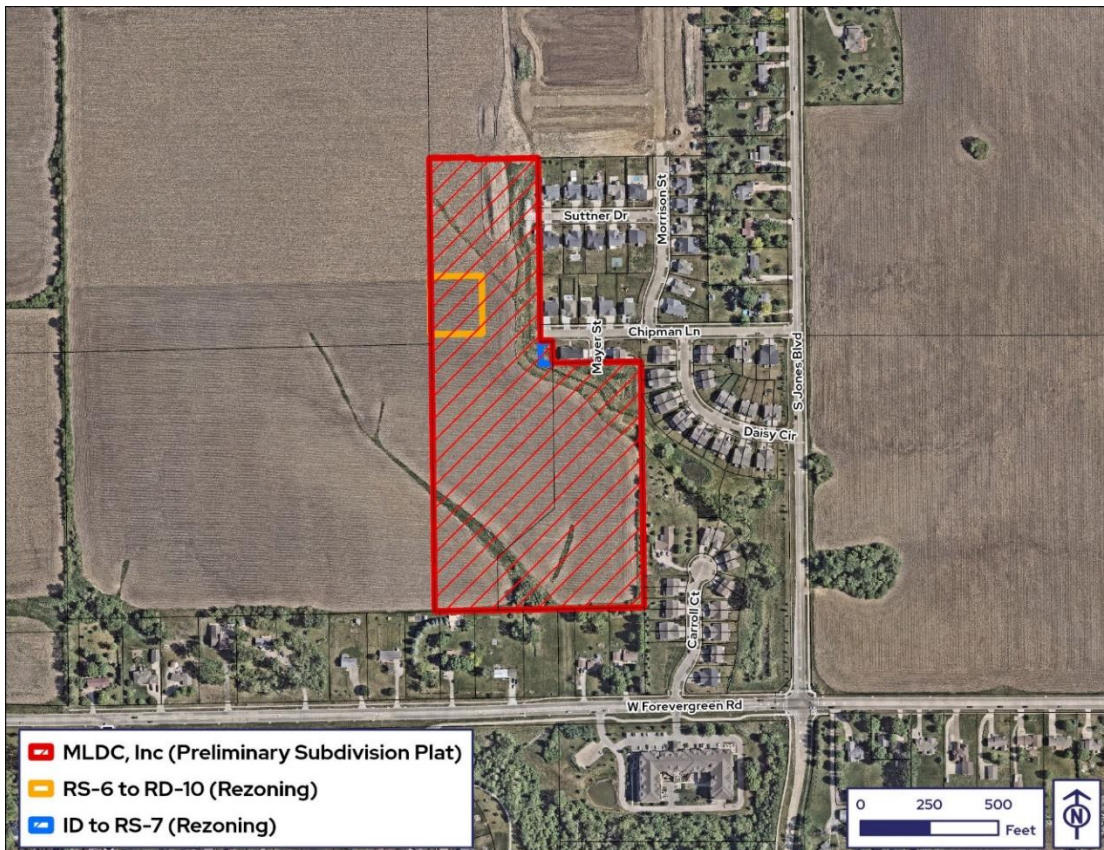 Suttner Dr
Morrison St
Chipman Ln
Mayer St
S Jones Blvd
Daisy Cir
Carroll Ct
W Forevergreen Rd
MLDC, Inc (Preliminary Subdivision Plat)
RS-6 to RD-10 (Rezoning)
ID to RS-7 (Rezoning)
0 250 500
Feet
N